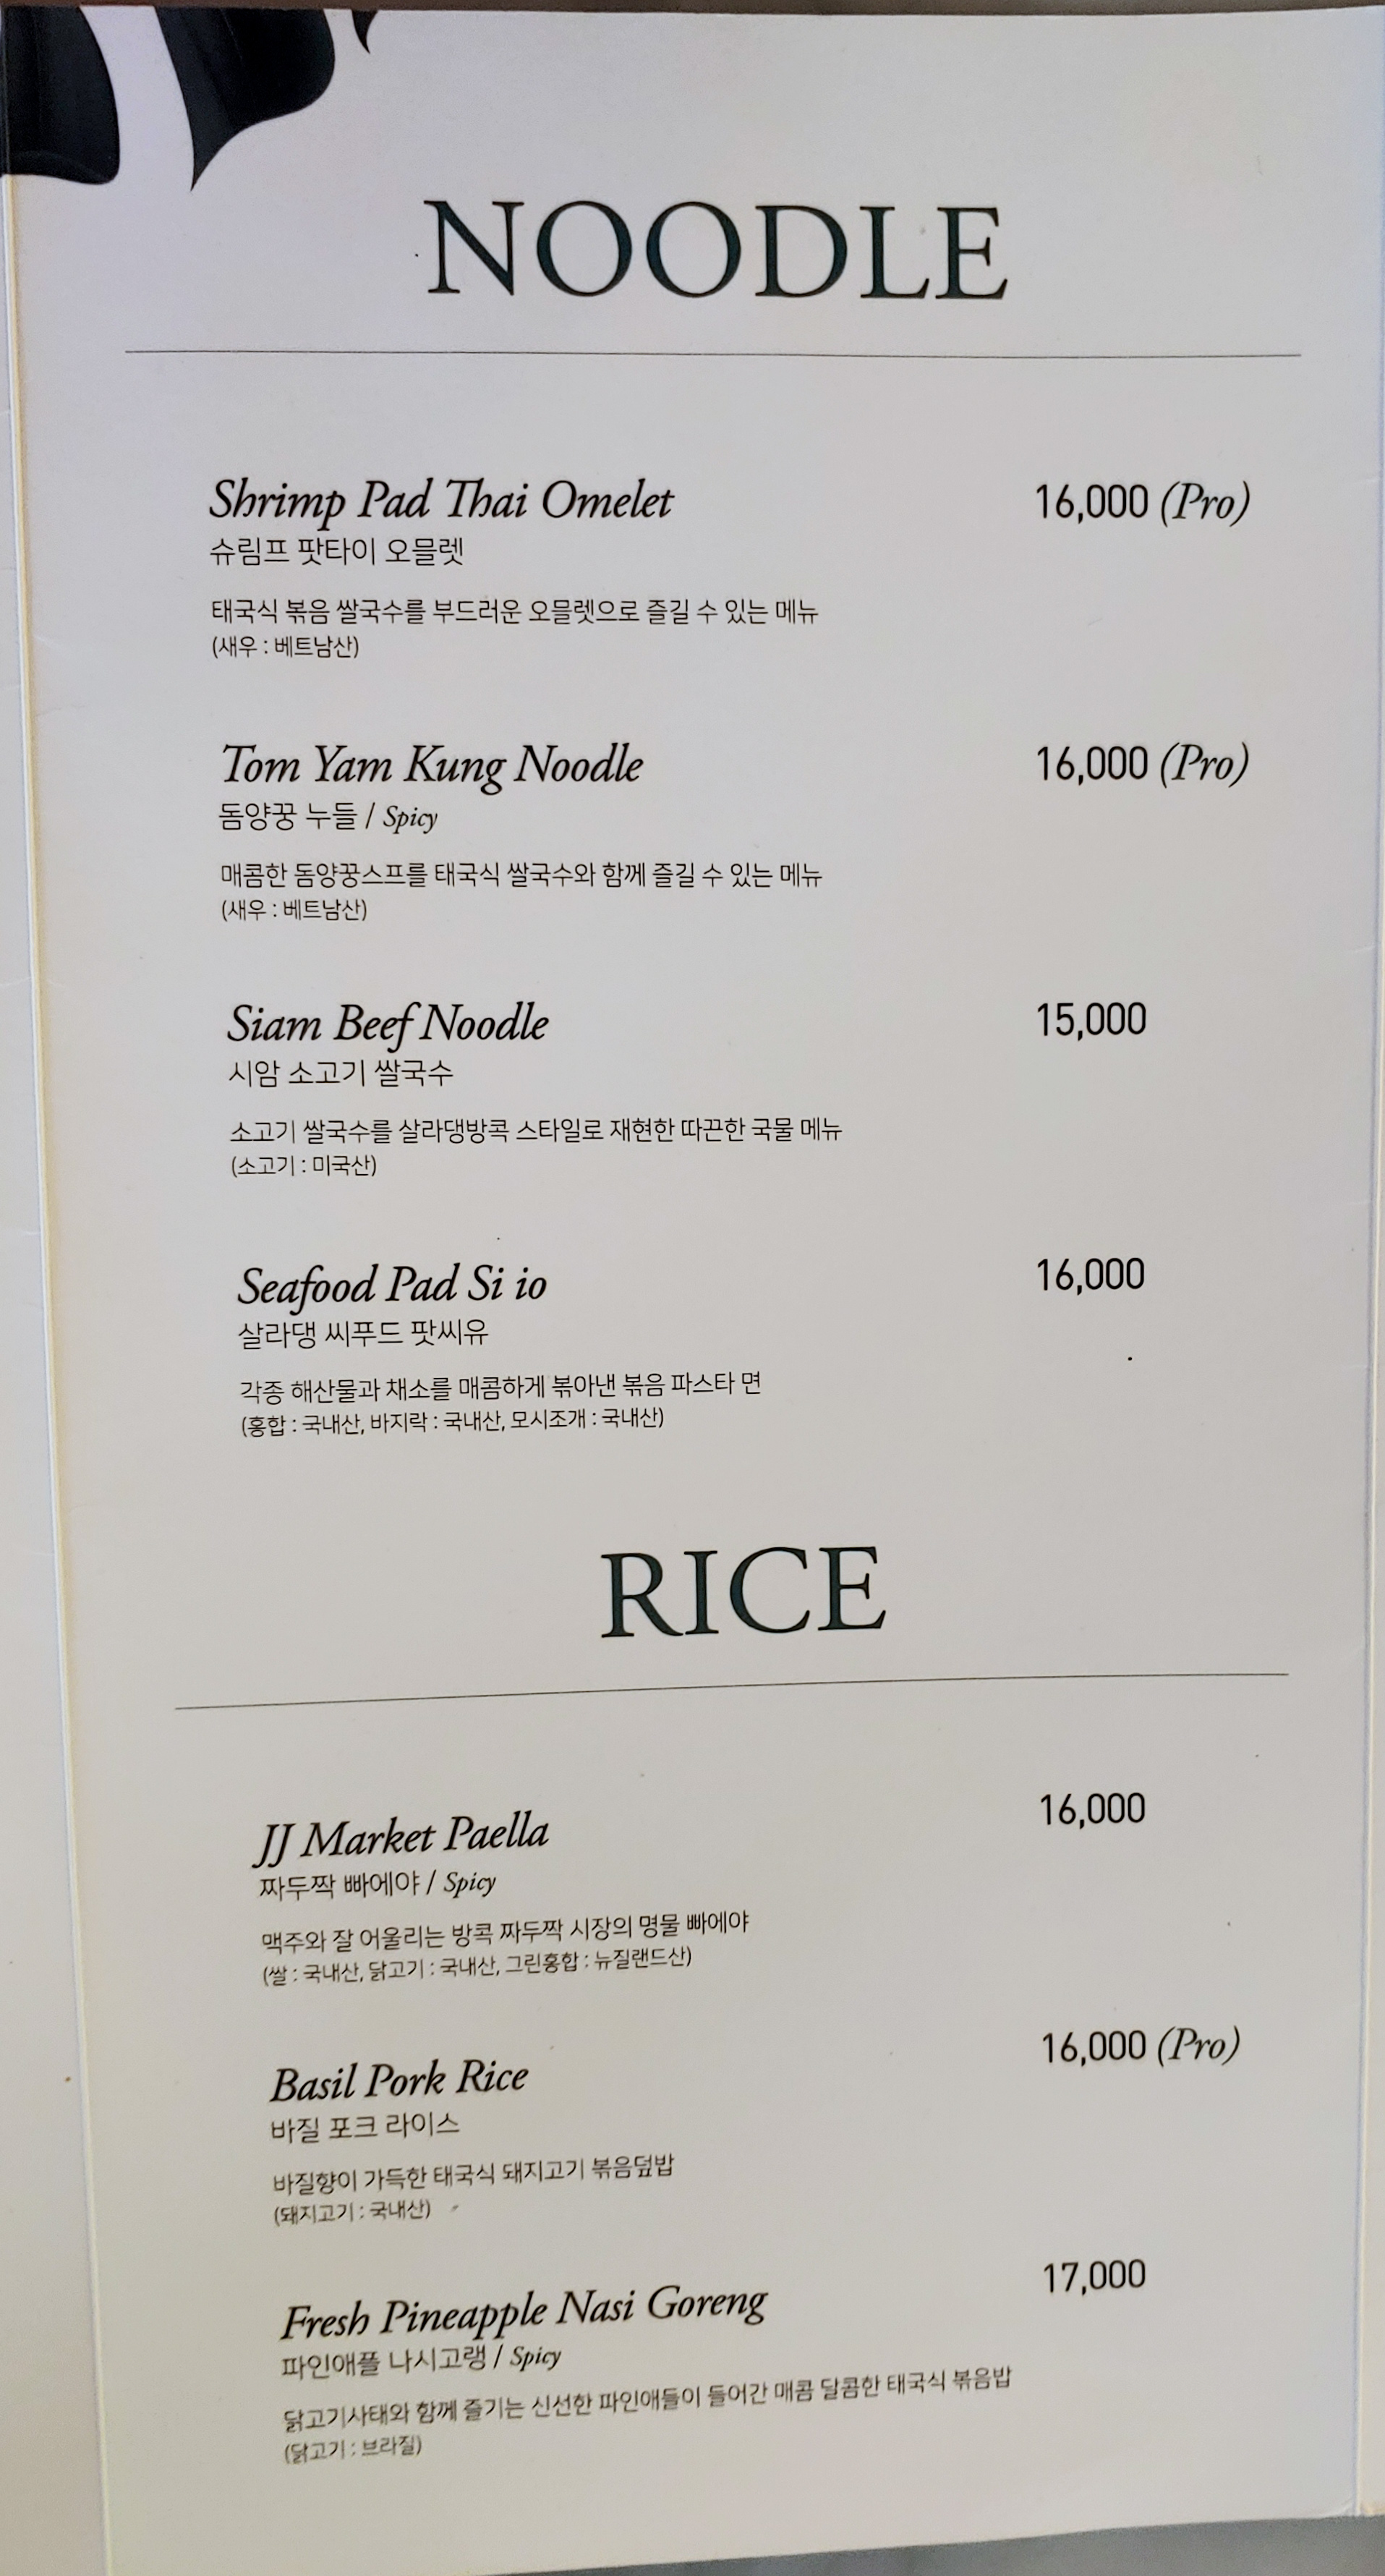 NOODLE
Shrimp Pad Thai Omelet 16,000 (Pro)
슈림프 팟타이 오믈렛
태국식 볶음 쌀국수를 부드러운 오믈렛으로 즐길 수 있는 메뉴
(새우 : 베트남산)
Tom Yam Kung Noodle 16,000 (Pro)
돔양꿍 누들 / Spicy
매콤한 돔양꿍스프를 태국식 쌀국수와 함께 즐길 수 있는 메뉴
(새우 : 베트남산)
Siam Beef Noodle 15,000
시암 소고기 쌀국수
소고기 쌀국수를 살라댕방콕 스타일로 재현한 따끈한 국물 메뉴
(소고기 : 미국산)
Seafood Pad Si io 16,000
살라댕 씨푸드 팟씨유
각종 해산물과 채소를 매콤하게 볶아낸 볶음 파스타 면
(홍합 : 국내산, 바지락 : 국내산, 모시조개 : 국내산)
RICE
JJ Market Paella 16,000
짜두짝 빠에야 / Spicy
맥주와 잘 어울리는 방콕 짜두짝 시장의 명물 빠에야
(쌀 : 국내산, 닭고기 : 국내산, 그린홍합 : 뉴질랜드산)
Basil Pork Rice 16,000 (Pro)
바질 포크 라이스
바질향이 가득한 태국식 돼지고기 볶음덮밥
(돼지고기 : 국내산)
Fresh Pineapple Nasi Goreng 17,000
파인애플 나시고랭 / Spicy
닭고기사태와 함께 즐기는 신선한 파인애들이 들어간 매콤 달콤한 태국식 볶음밥
(닭고기 : 브라질)